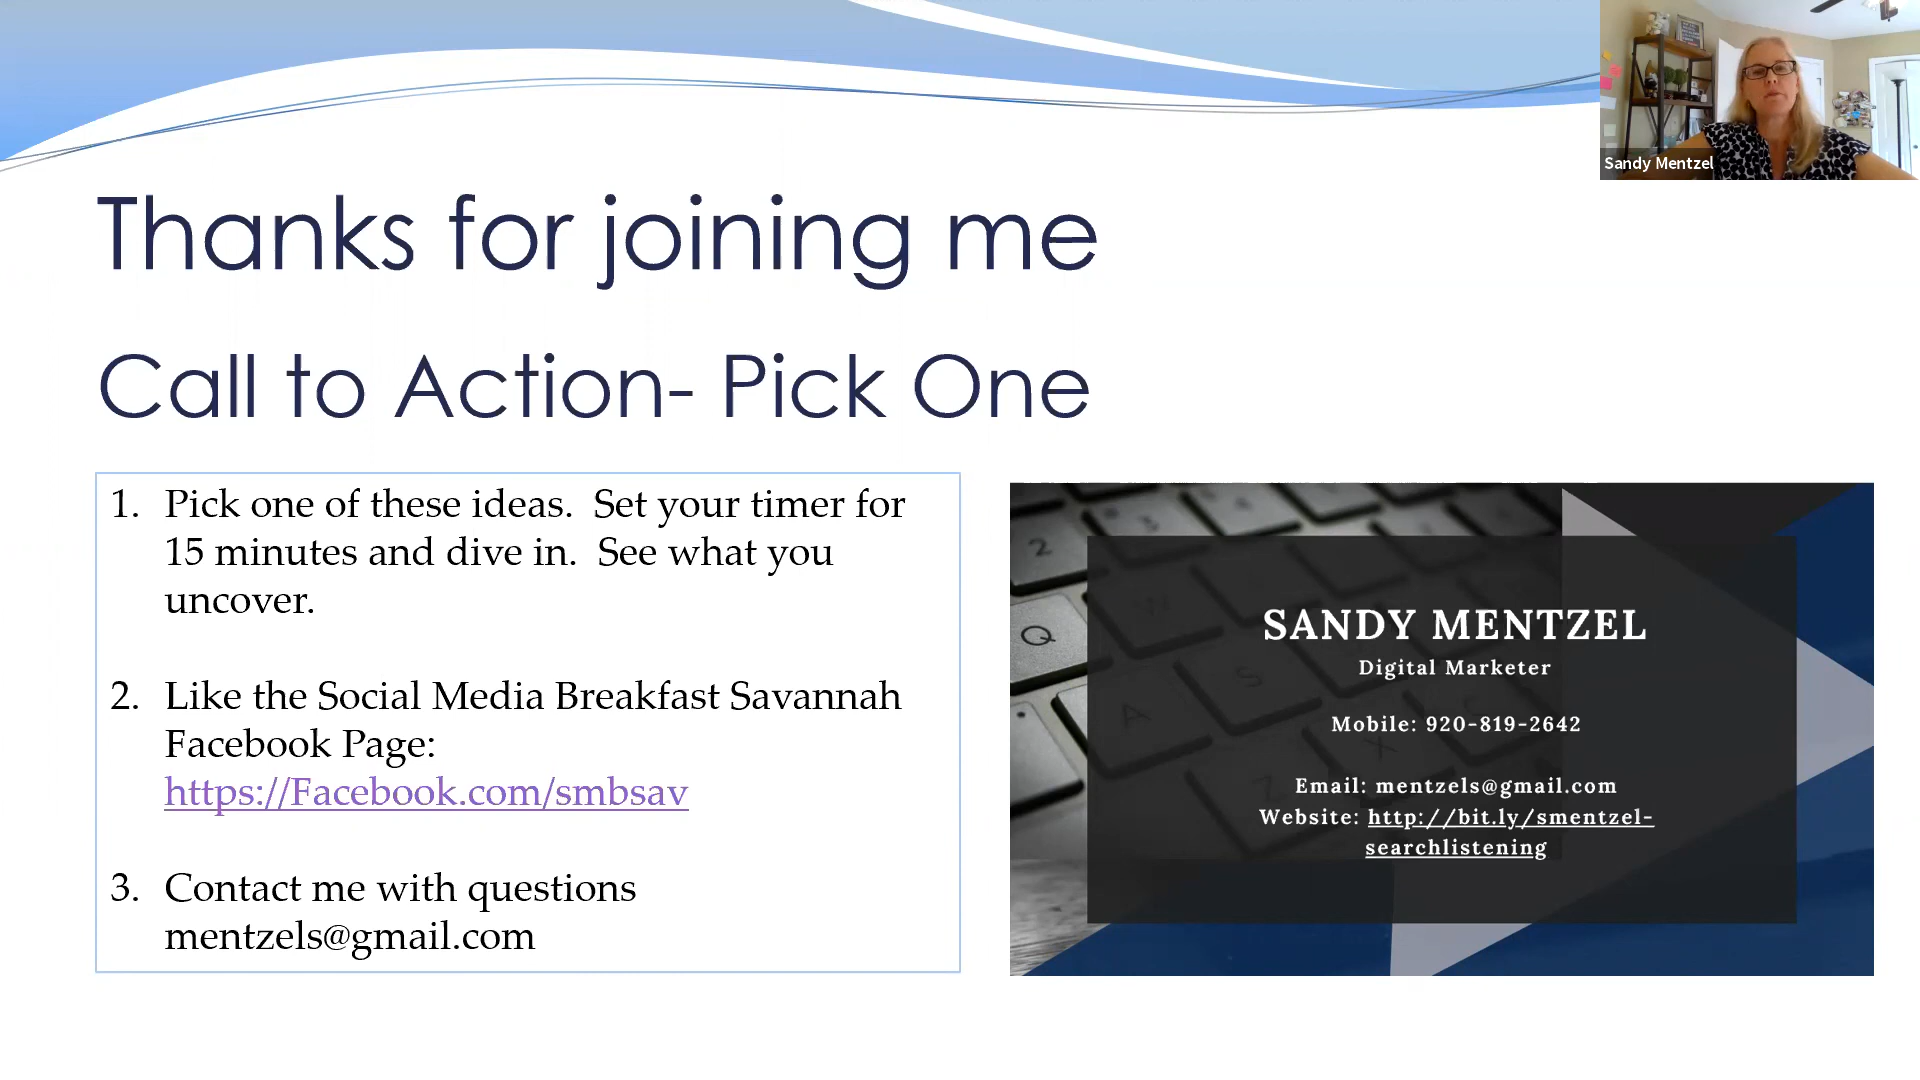 Sandy Mentzel
Thanks for joining me
Call to Action- Pick One
1. Pick one of these ideas.  Set your timer for
15 minutes and dive in.  See what you
uncover.
2. Like the Social Media Breakfast Savannah
Facebook Page:
https://Facebook.com/smbsav
3. Contact me with questions
mentzels@gmail.com
2
3
Q
W
A
S
Z
X
SANDY MENTZEL
Digital Marketer
Mobile: 920-819-2642
Email: mentzels@gmail.com
Website: http://bit.ly/smentzel-
searchlistening